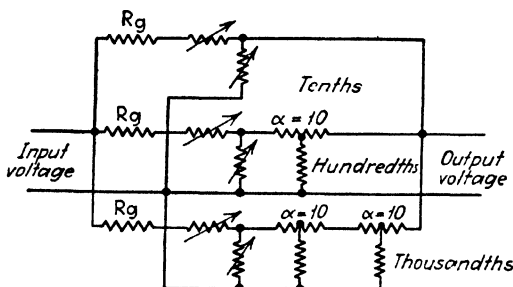 Rg
Tenths
Rg
α = 10
Input voltage
Hundredths
Output voltage
Rg
α = 10
α = 10
Thousandths